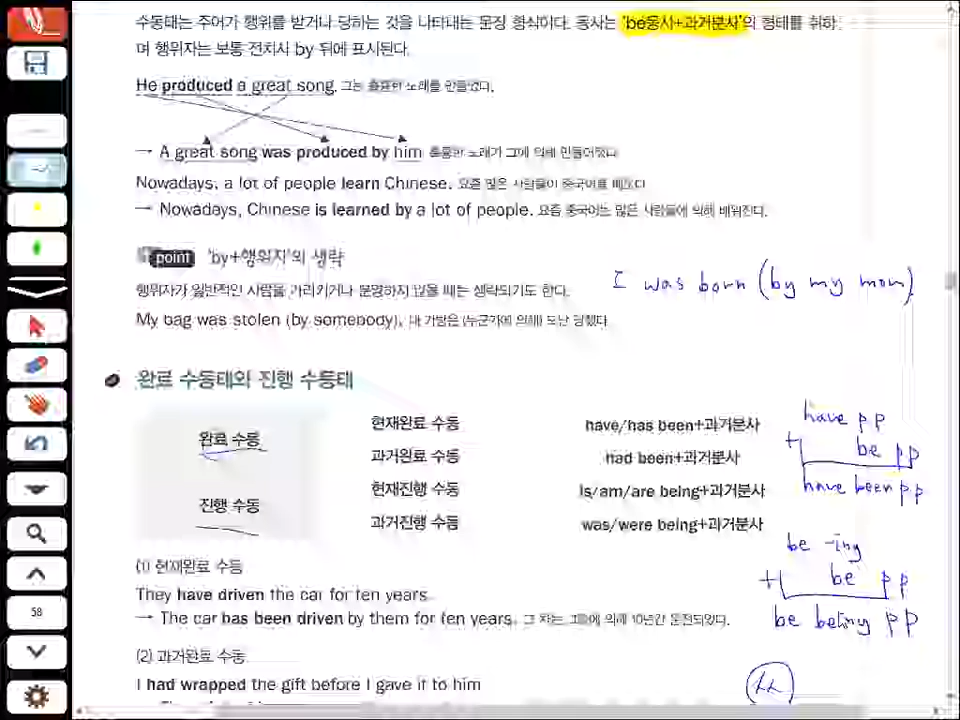 수동태는 주어가 행위를 받거나 당하는 것을 나타내는 문장 형식이다. 동사는 'be동사+과거분사'의 형태를 취하
며 행위자는 보통 전치사 by 뒤에 표시된다.
He produced a great song. 그는 훌륭한 노래를 만들었다.
→ A great song was produced by him 훌륭한 노래가 그에 의해 만들어졌다
Nowadays, a lot of people learn Chinese. 요즘 많은 사람들이 중국어를 배운다
→ Nowadays, Chinese is learned by a lot of people. 요즘 중국어는 많은 사람들에 의해 배워진다.
point 'by+행위자'의 생략
행위자가 일반적인 사람을 가리키거나 분명하지 않을 때는 생략되기도 한다.
I was born (by my mom)
My bag was stolen (by somebody). 내 가방은 (누군가에 의해) 도난 당했다
완료 수동태와 진행 수동태
완료 수동 현재완료 수동 have/has been+과거분사
과거완료 수동 had been+과거분사
진행 수동 현재진행 수동 is/am/are being+과거분사
과거진행 수동 was/were being+과거분사
have pp
+ be pp
have been pp
be -ing
+ be pp
be being pp
(1) 현재완료 수동
They have driven the car for ten years.
→ The car has been driven by them for ten years. 그 차는 그들에 의해 10년간 운전되었다.
(2) 과거완료 수동
I had wrapped the gift before I gave it to him
58